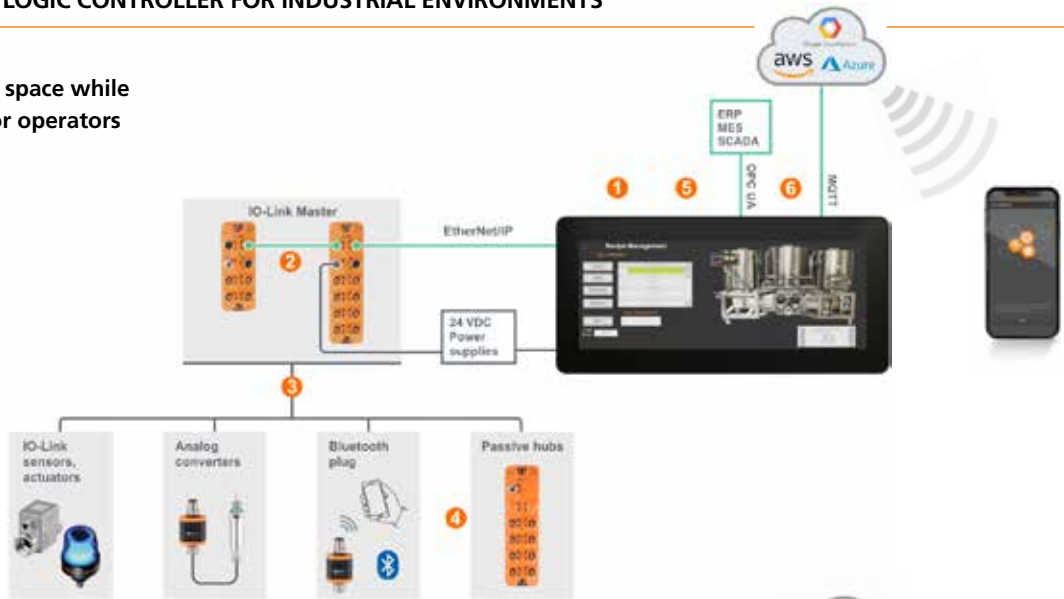 LOGIC CONTROLLER FOR INDUSTRIAL ENVIRONMENTS
space while
or operators
aws
Azure
ERP
MES
SCADA
OPC UA
MQTT
1
5
6
IO-Link Master
EtherNet/IP
2
Recipe Management
24 VDC
Power
supplies
3
IO-Link
sensors,
actuators
Analog
converters
Bluetooth
plug
Passive hubs
4